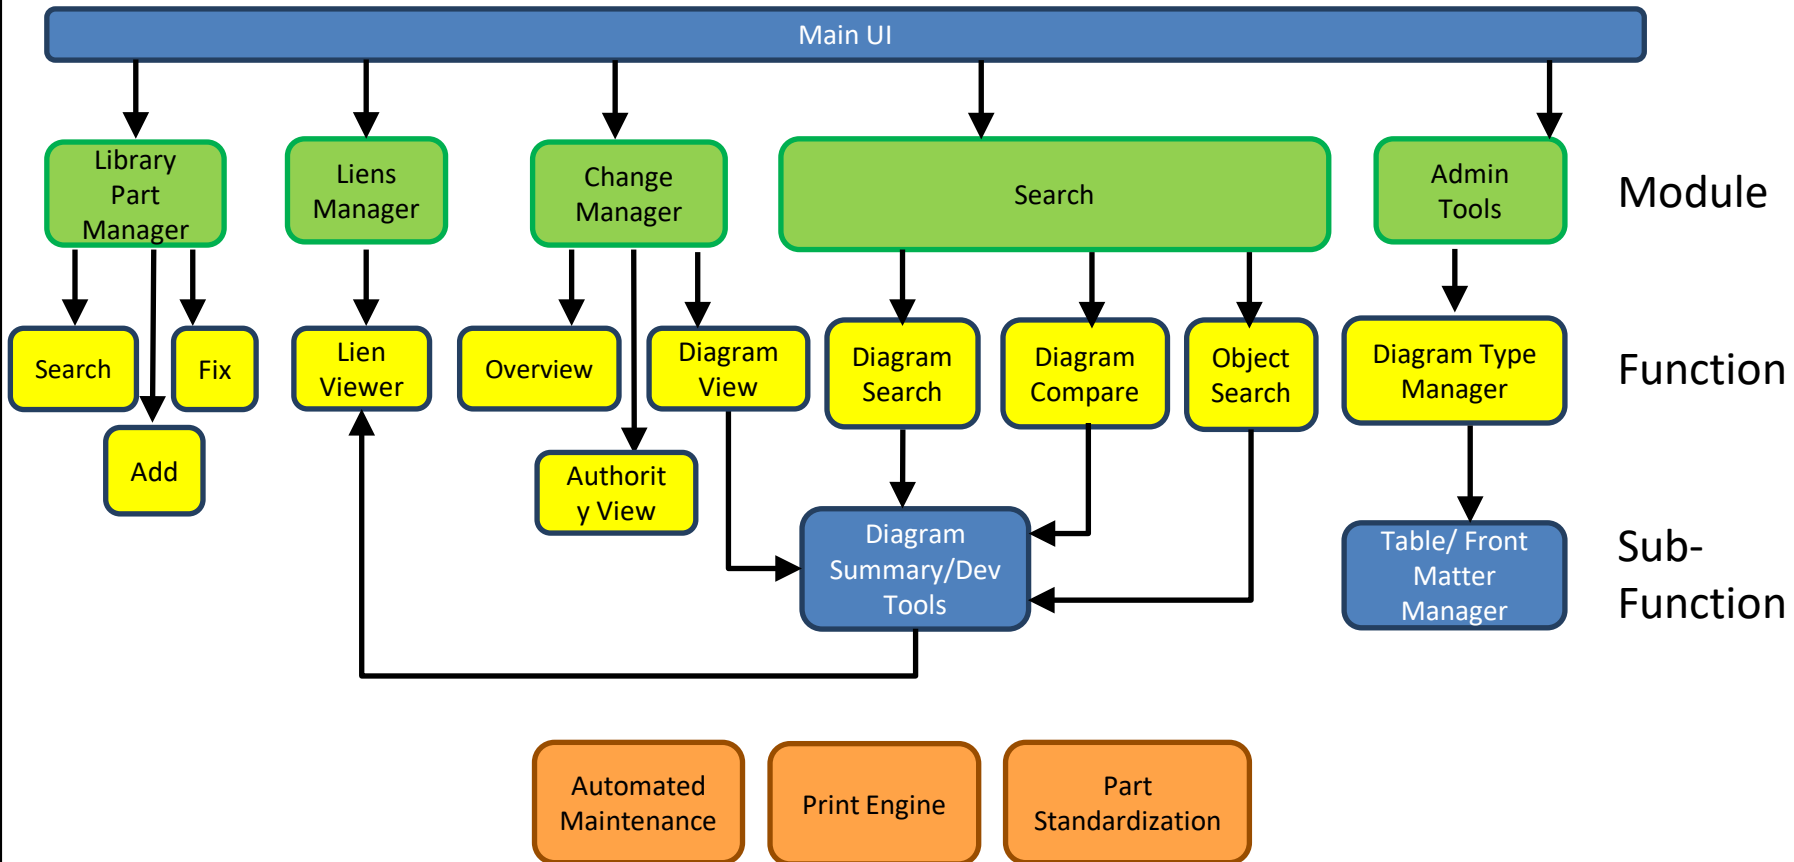 Main UI
Library
Part
Manager
Liens
Manager
Change
Manager
Search
Admin
Tools
Module
Search
Fix
Lien
Viewer
Overview
Diagram
View
Diagram
Search
Diagram
Compare
Object
Search
Diagram Type
Manager
Function
Add
Authorit
y View
Diagram
Summary/Dev
Tools
Table/ Front
Matter
Manager
Sub-
Function
Automated
Maintenance
Print Engine
Part
Standardization